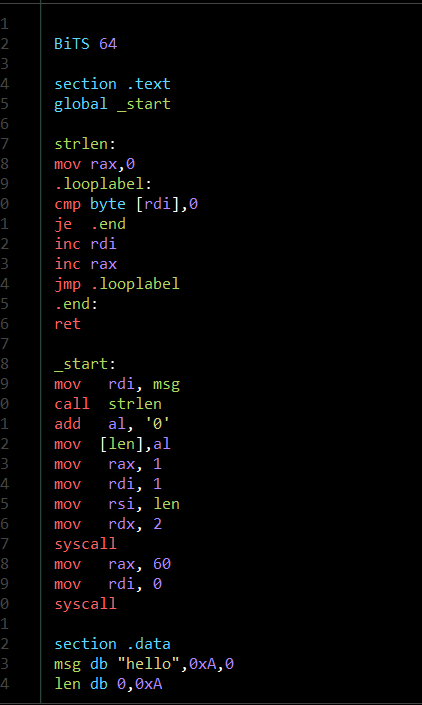 1
2 BiTS 64
3
4 section .text
5 global _start
6
7 strlen:
8 mov rax,0
9 .looplabel:
0 cmp byte [rdi],0
1 je  .end
2 inc rdi
3 inc rax
4 jmp .looplabel
5 .end:
6 ret
7
8 _start:
9 mov   rdi, msg
0 call  strlen
1 add   al, '0'
2 mov  [len],al
3 mov   rax, 1
4 mov   rdi, 1
5 mov   rsi, len
6 mov   rdx, 2
7 syscall
8 mov   rax, 60
9 mov   rdi, 0
0 syscall
1
2 section .data
3 msg db "hello",0xA,0
4 len db 0,0xA